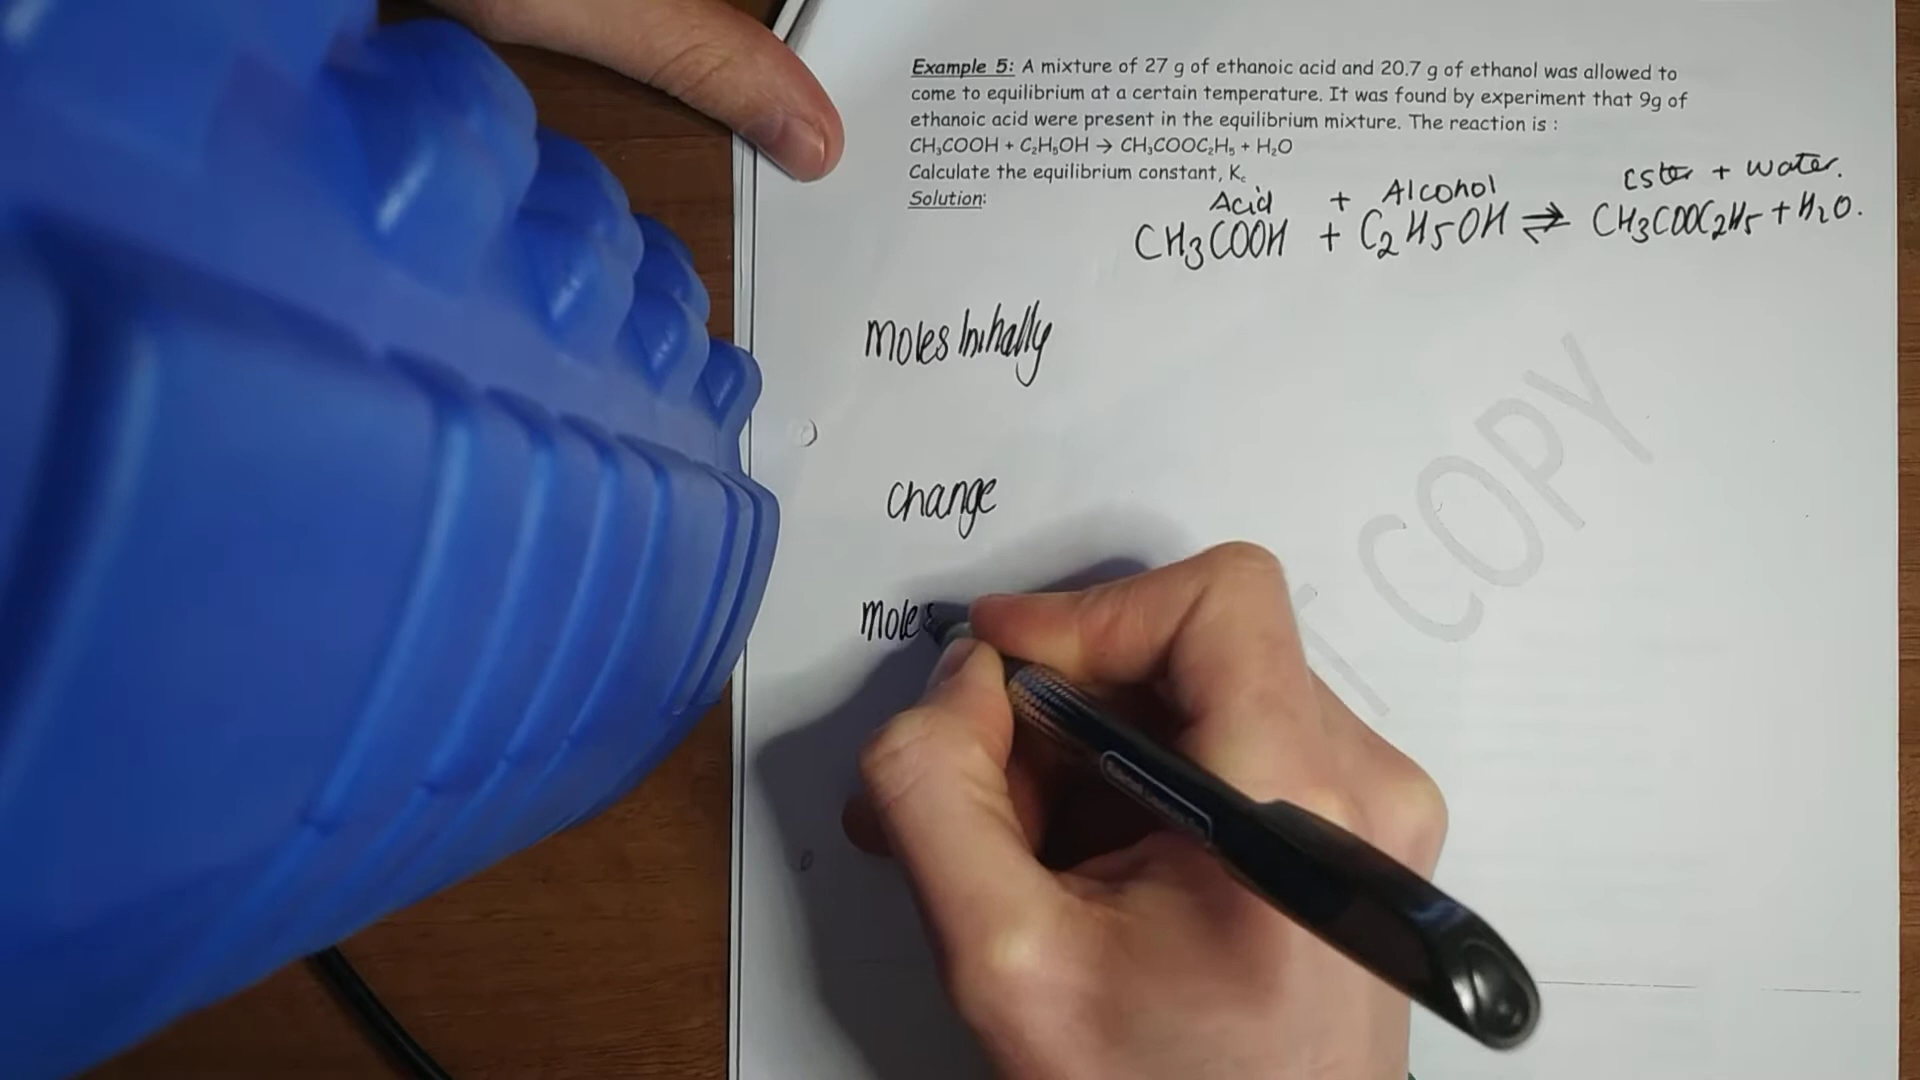 Example 5: A mixture of 27 g of ethanoic acid and 20.7 g of ethanol was allowed to
come to equilibrium at a certain temperature. It was found by experiment that 9g of
ethanoic acid were present in the equilibrium mixture. The reaction is :
CH₃COOH + C₂H₅OH → CH₃COOC₂H₅ + H₂O
Calculate the equilibrium constant, Kc
Solution:
Acid + Alcohol Ester + water.
CH3COOH + C2H5OH ⇌ CH3COOC2H5 + H2O.
Moles Initially
change
Moles
COPY